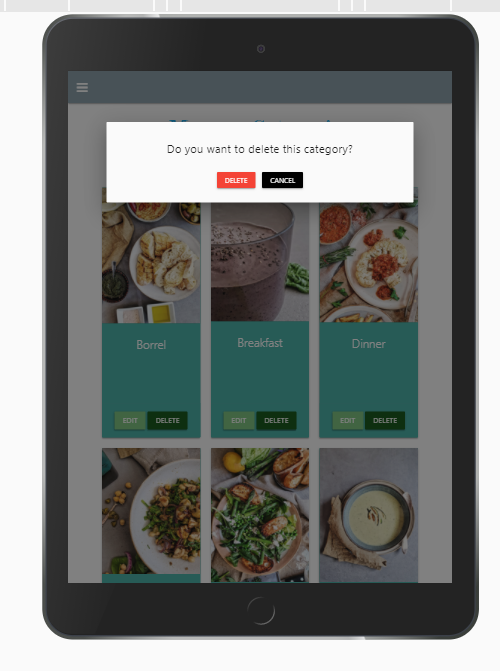 Do you want to delete this category?
DELETE CANCEL
Borrel Breakfast Dinner
EDIT DELETE EDIT DELETE EDIT DELETE